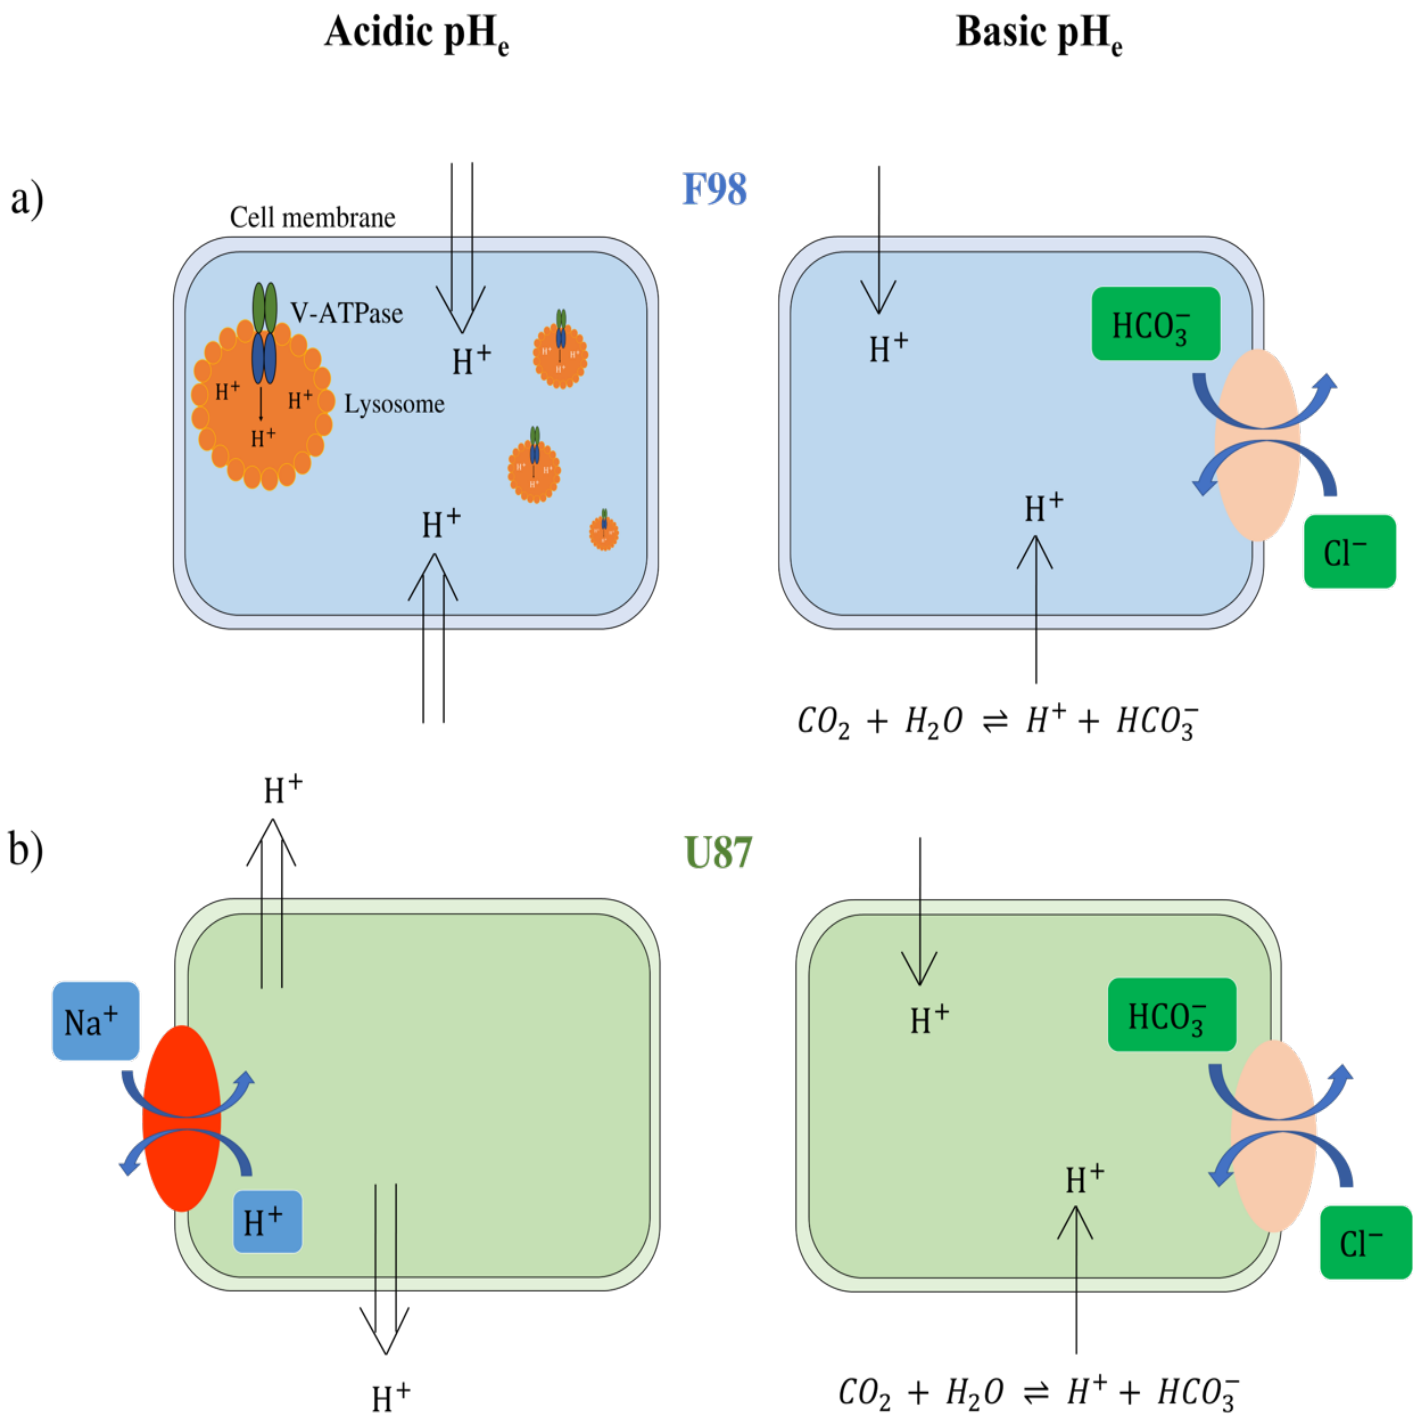 Acidic pHₑ
Basic pHₑ
a)
F98
Cell membrane
V-ATPase
H⁺
H⁺
H⁺
H⁺
Lysosome
H⁺
H⁺
H⁺
H⁺
H⁺
H⁺
H⁺
H⁺
HCO₃⁻
H⁺
Cl⁻
CO₂ + H₂O ⇌ H⁺ + HCO₃⁻
b)
U87
H⁺
Na⁺
H⁺
H⁺
H⁺
HCO₃⁻
H⁺
Cl⁻
CO₂ + H₂O ⇌ H⁺ + HCO₃⁻